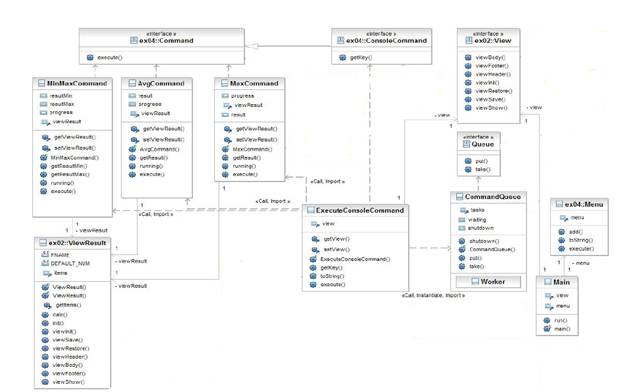 «interface »
ex04::Command
execute()
«interface »
ex04::ConsoleCommand
getKey()
«interface »
ex02::View
viewBody()
viewFooter()
viewHeader()
viewInit()
viewRestore()
viewSave()
viewShow()
MinMaxCommand
resultMin
resultMax
progress
viewResult
getViewResult()
setViewResult()
MinMaxCommand()
getResultMin()
getResultMax()
running()
execute()
AvgCommand
result
progress
viewResult
getViewResult()
setViewResult()
AvgCommand()
getResult()
running()
execute()
MaxCommand
progress
viewResult
result
getViewResult()
setViewResult()
MaxCommand()
getResult()
running()
execute()
- view
1
- view
1
«interface »
Queue
put()
take()
«Call, Import »
«Call, Import »
ExecuteConsoleCommand
view
getView()
setView()
ExecuteConsoleCommand()
getKey()
toString()
execute()
1
CommandQueue
tasks
waiting
shutdown
shutdown()
CommandQueue()
put()
take()
Worker
«Call, Instantiate, Import »
ex04::Menu
menu
add()
toString()
execute()
1
- menu
1
1
Main
view
menu
run()
main()
1
1
1
1
- viewResult
ex02::ViewResult
FNAME
DEFAULT_NUM
items
ViewResult()
ViewResult()
getItems()
calc()
init()
viewInit()
viewSave()
viewRestore()
viewHeader()
viewBody()
viewFooter()
viewShow()
1
- viewResult
1
- viewResult